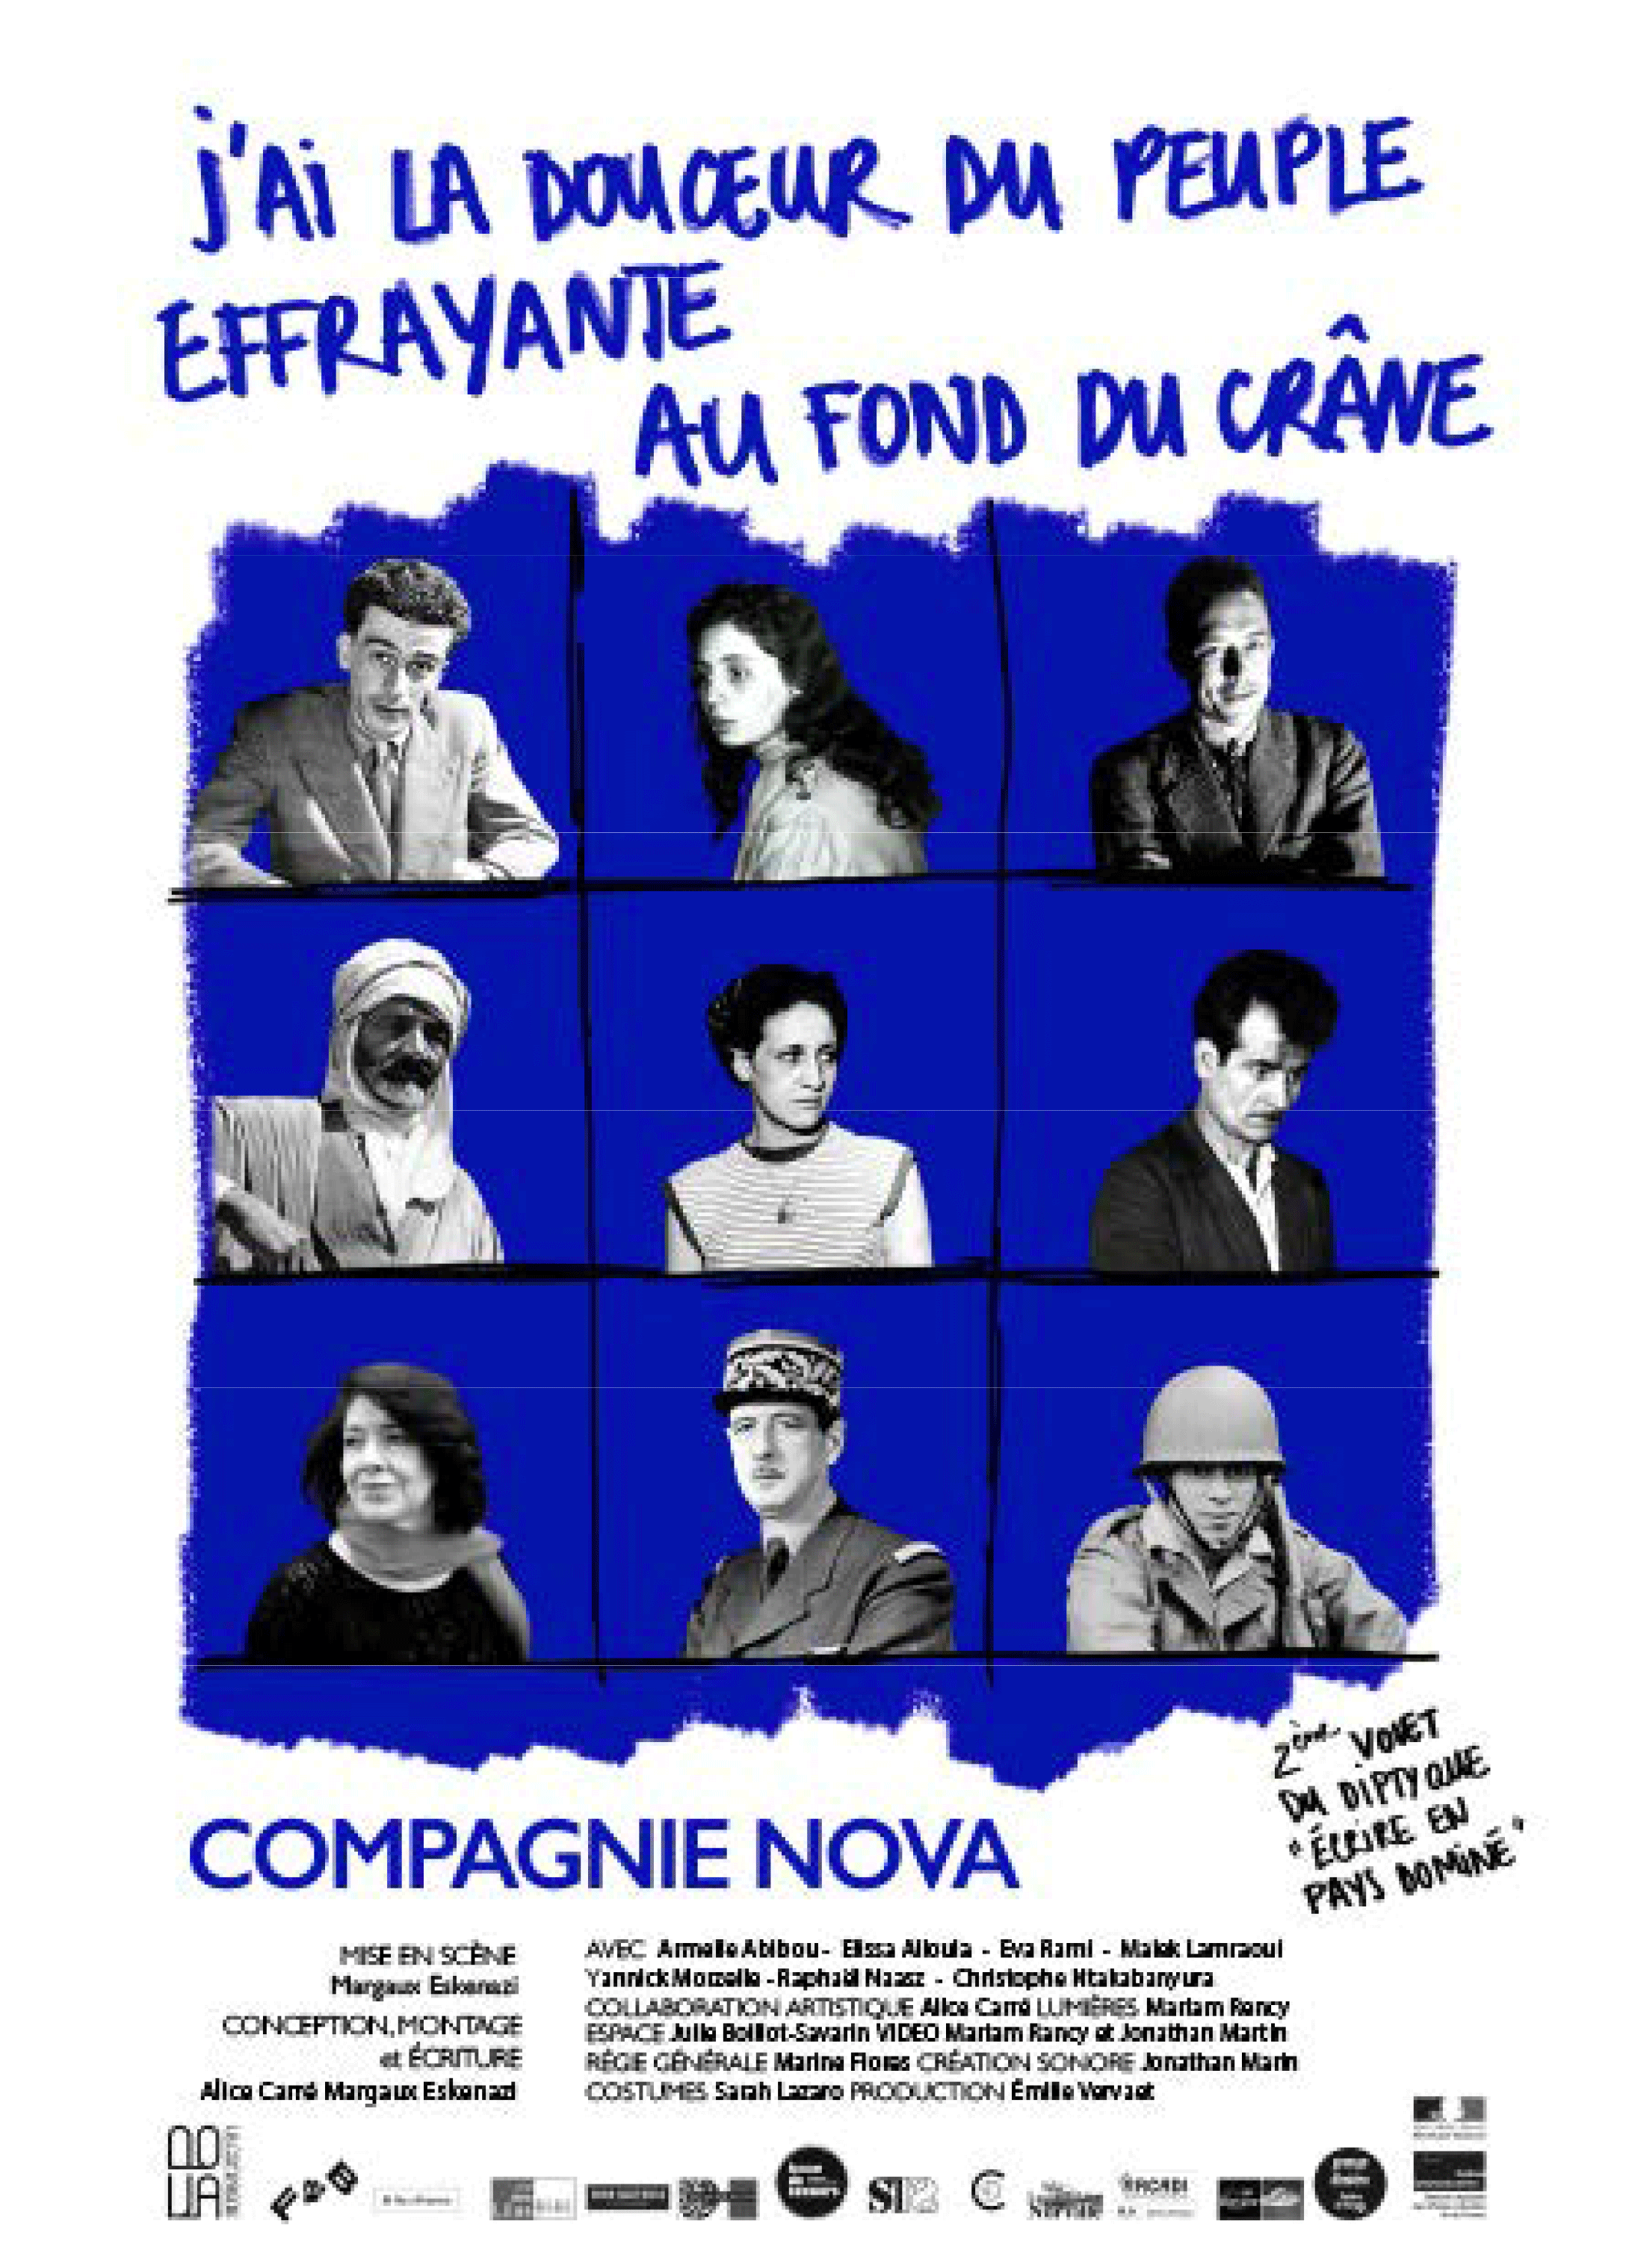 J'AI LA DOUCEUR DU PEUPLE
EFFRAYANTE
AU FOND DU CRÂNE
2ème VOLET
DU DIPTYQUE
"ÉCRIRE EN
PAYS DOMINÉ"
COMPAGNIE NOVA
MISE EN SCÈNE
Margaux Eskenazi
CONCEPTION, MONTAGE
et ÉCRITURE
Alice Carré Margaux Eskenazi
AVEC Armelle Abibou - Elissa Alloula - Eva Rami - Malek Lamraoui
Yannick Morzelle - Raphaël Naasz - Christophe Ntakabanyura
COLLABORATION ARTISTIQUE Alice Carré LUMIÈRES Mariam Rency
ESPACE Julie Boillot-Savarin VIDEO Mariam Rency et Jonathan Martin
RÉGIE GÉNÉRALE Marine Flores CRÉATION SONORE Jonathan Marin
COSTUMES Sarah Lazaro PRODUCTION Émilie Vervaet
ARCADI